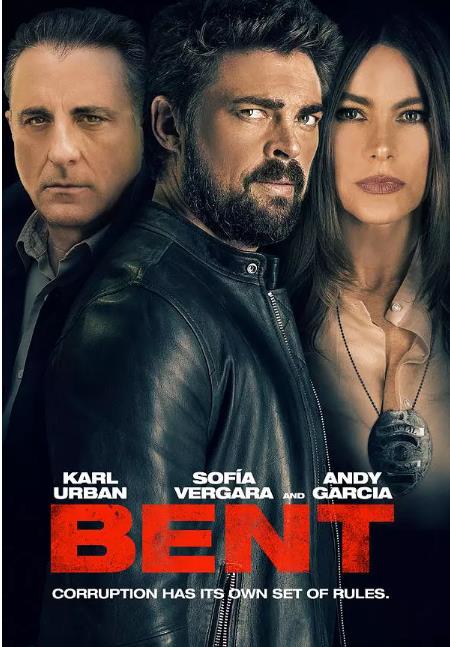 KARL URBAN
SOFÍA VERGARA AND ANDY GARCIA
BENT
CORRUPTION HAS ITS OWN SET OF RULES.